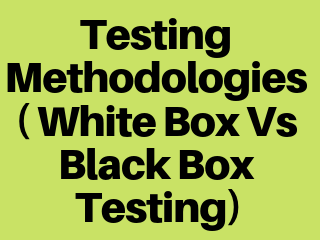 Testing
Methodologies
( White Box Vs
Black Box
Testing)